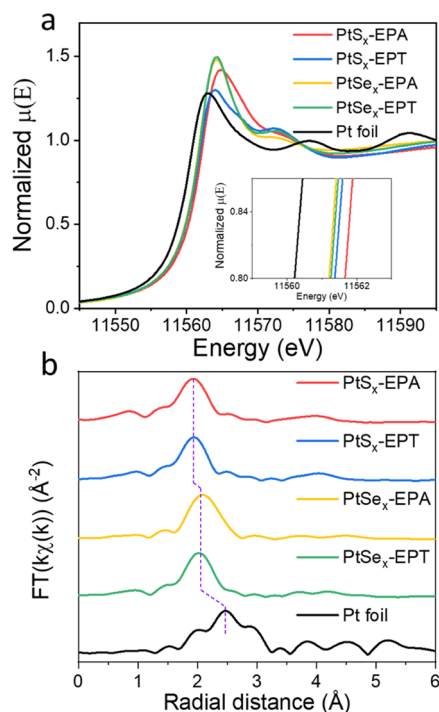 a
PtSx-EPA
PtSx-EPT
PtSex-EPA
PtSex-EPT
Pt foil
Normalized μ(E)
1.5
1.0
0.5
0.0
Normalized μ(E)
0.84
0.80
11560 11562
Energy (eV)
11550 11560 11570 11580 11590
Energy (eV)
b
PtSx-EPA
PtSx-EPT
PtSex-EPA
PtSex-EPT
Pt foil
FT(kχ(k)) (Å-2)
0 1 2 3 4 5 6
Radial distance (Å)